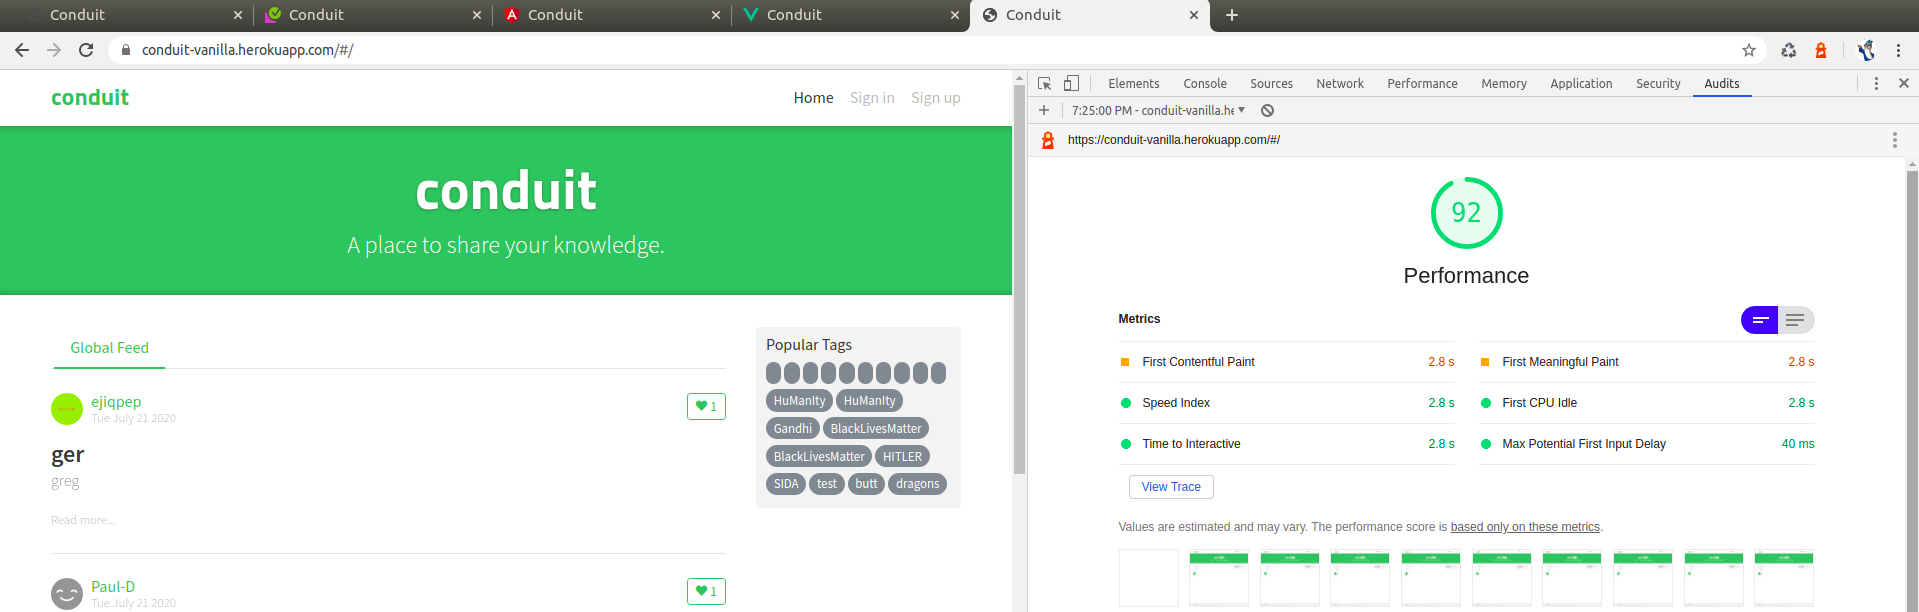 Conduit
Conduit
Conduit
Conduit
Conduit
conduit-vanilla.herokuapp.com/#/
conduit
Home Sign in Sign up
conduit
A place to share your knowledge.
Global Feed
ejiqpep
Tue July 21 2020
1
ger
greg
Read more...
Paul-D
Tue July 21 2020
1
Popular Tags
HuManIty HuManIty
Gandhi BlackLivesMatter
BlackLivesMatter HITLER
SIDA test butt dragons
Elements Console Sources Network Performance Memory Application Security Audits
7:25:00 PM - conduit-vanilla.he
https://conduit-vanilla.herokuapp.com/#/
92
Performance
Metrics
First Contentful Paint 2.8 s
First Meaningful Paint 2.8 s
Speed Index 2.8 s
First CPU Idle 2.8 s
Time to Interactive 2.8 s
Max Potential First Input Delay 40 ms
View Trace
Values are estimated and may vary. The performance score is based only on these metrics.